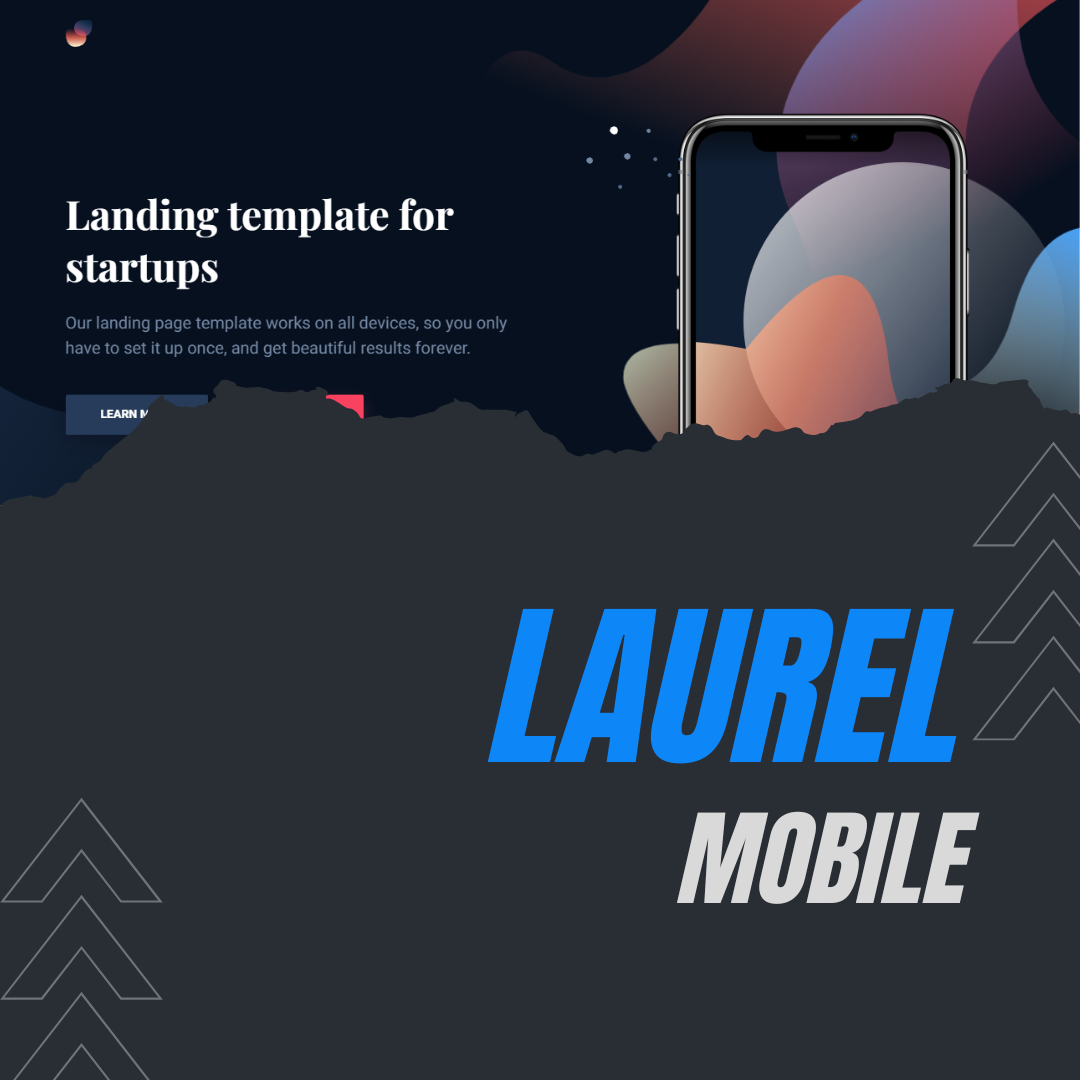 Landing template for
startups
Our landing page template works on all devices, so you only
have to set it up once, and get beautiful results forever.
LEARN
LAUREL
MOBILE